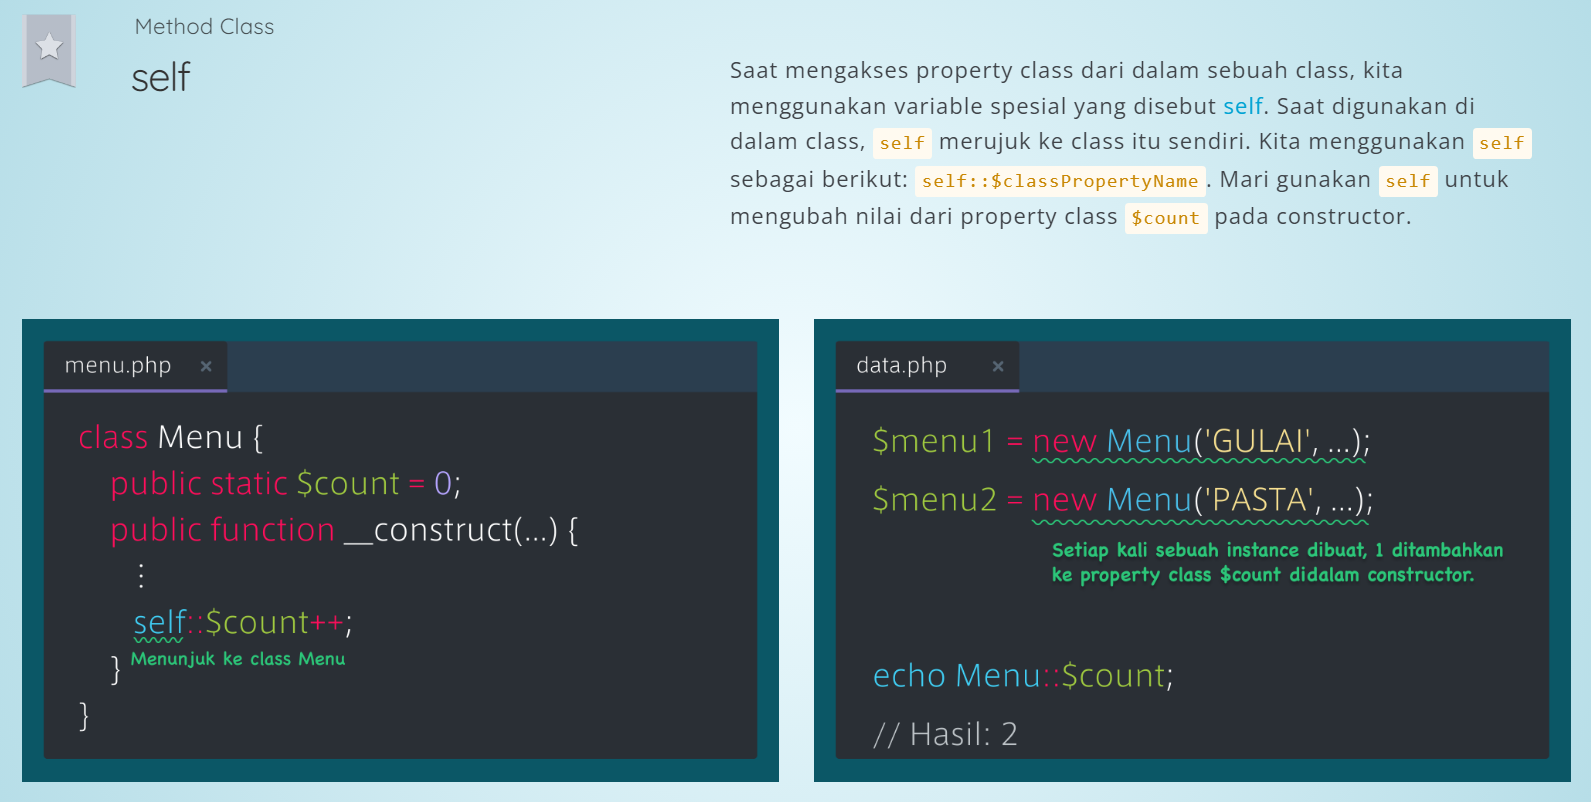 Method Class
self
Saat mengakses property class dari dalam sebuah class, kita
menggunakan variable spesial yang disebut self. Saat digunakan di
dalam class, self merujuk ke class itu sendiri. Kita menggunakan self
sebagai berikut: self::$classPropertyName. Mari gunakan self untuk
mengubah nilai dari property class $count pada constructor.
menu.php ×
class Menu {
public static $count = 0;
public function __construct(...) {
⋮
self::$count++;
} Menunjuk ke class Menu
}
data.php ×
$menu1 = new Menu('GULAI', ...);
$menu2 = new Menu('PASTA', ...);
Setiap kali sebuah instance dibuat, 1 ditambahkan
ke property class $count didalam constructor.
echo Menu::$count;
// Hasil: 2